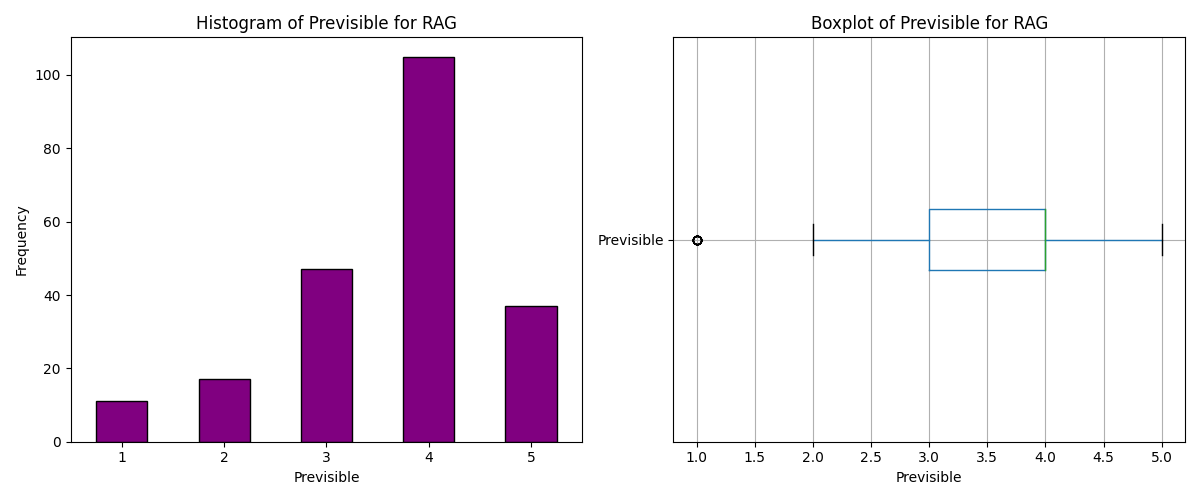 Histogram of Previsible for RAG
Frequency
100
80
60
40
20
0
1 2 3 4 5
Previsible
Boxplot of Previsible for RAG
Previsible
1.0 1.5 2.0 2.5 3.0 3.5 4.0 4.5 5.0
Previsible